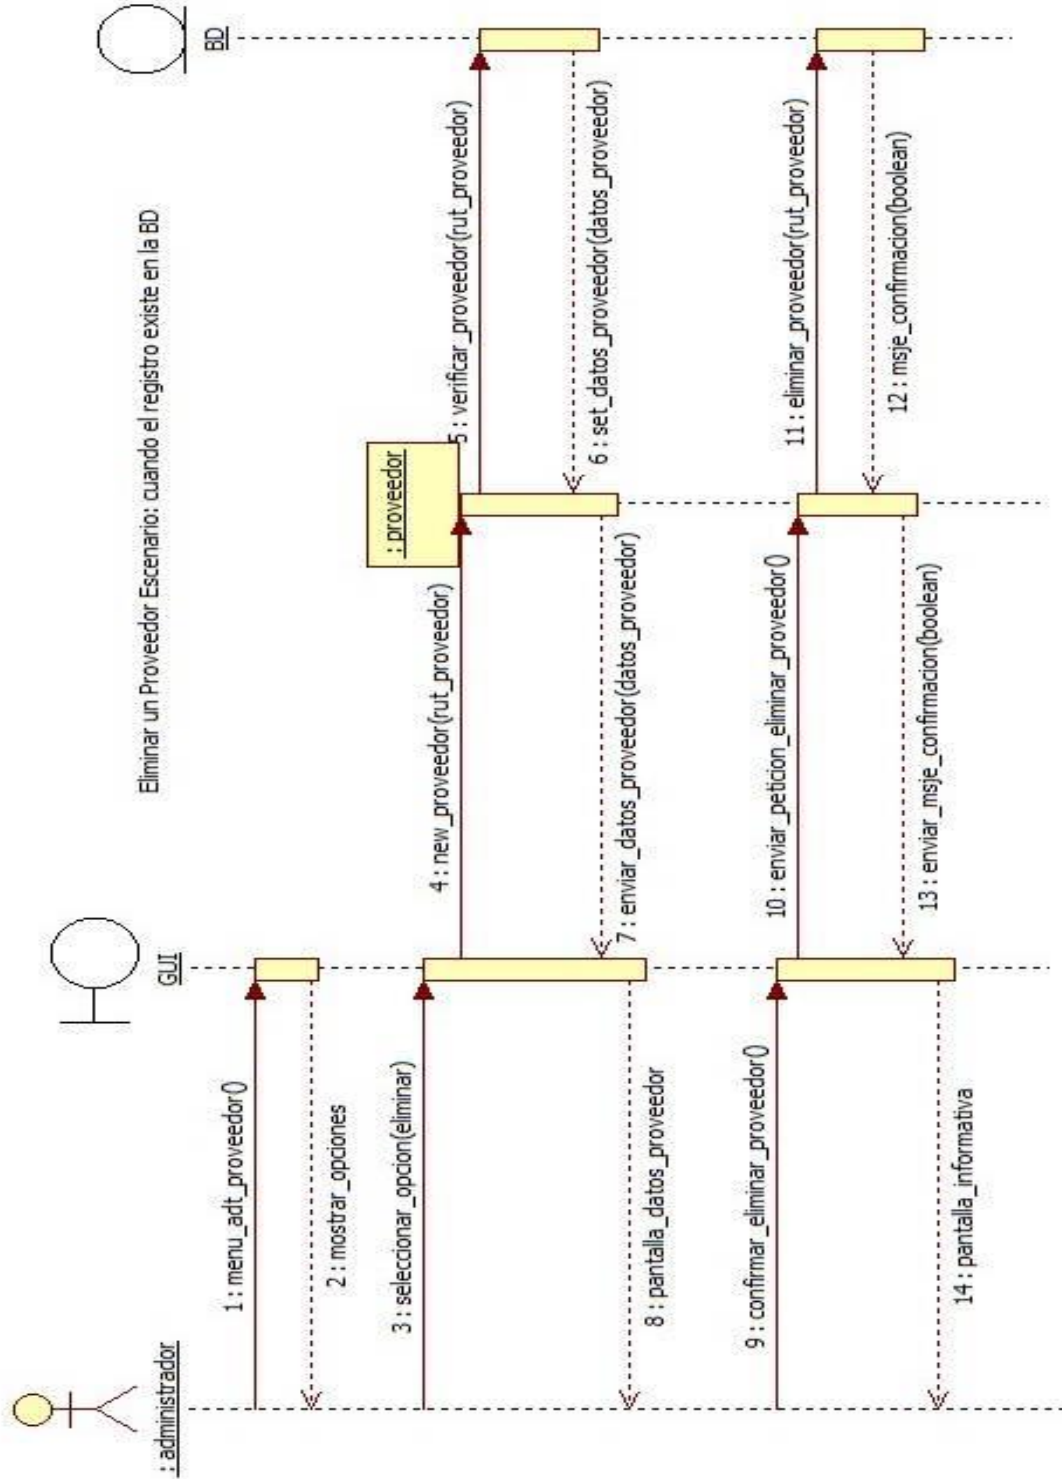 Eliminar un Proveedor Escenario: cuando el registro existe en la BD
: administrador
GUI
: proveedor
BD
1 : menu_adt_proveedor()
2 : mostrar_opciones
3 : seleccionar_opcion(eliminar)
4 : new_proveedor(rut_proveedor)
5 : verificar_proveedor(rut_proveedor)
6 : set_datos_proveedor(datos_proveedor)
7 : enviar_datos_proveedor(datos_proveedor)
8 : pantalla_datos_proveedor
9 : confirmar_eliminar_proveedor()
10 : enviar_peticion_eliminar_proveedor()
11 : eliminar_proveedor(rut_proveedor)
12 : msje_confirmacion(boolean)
13 : enviar_msje_confirmacion(boolean)
14 : pantalla_informativa